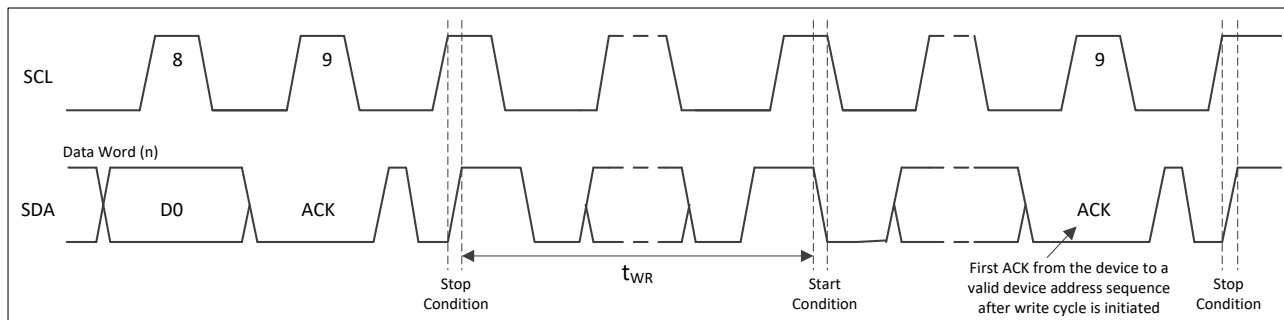 SCL
8
9
9
Data Word (n)
SDA
D0
ACK
ACK
tWR
First ACK from the device to a
valid device address sequence
after write cycle is initiated
Stop
Condition
Start
Condition
Stop
Condition